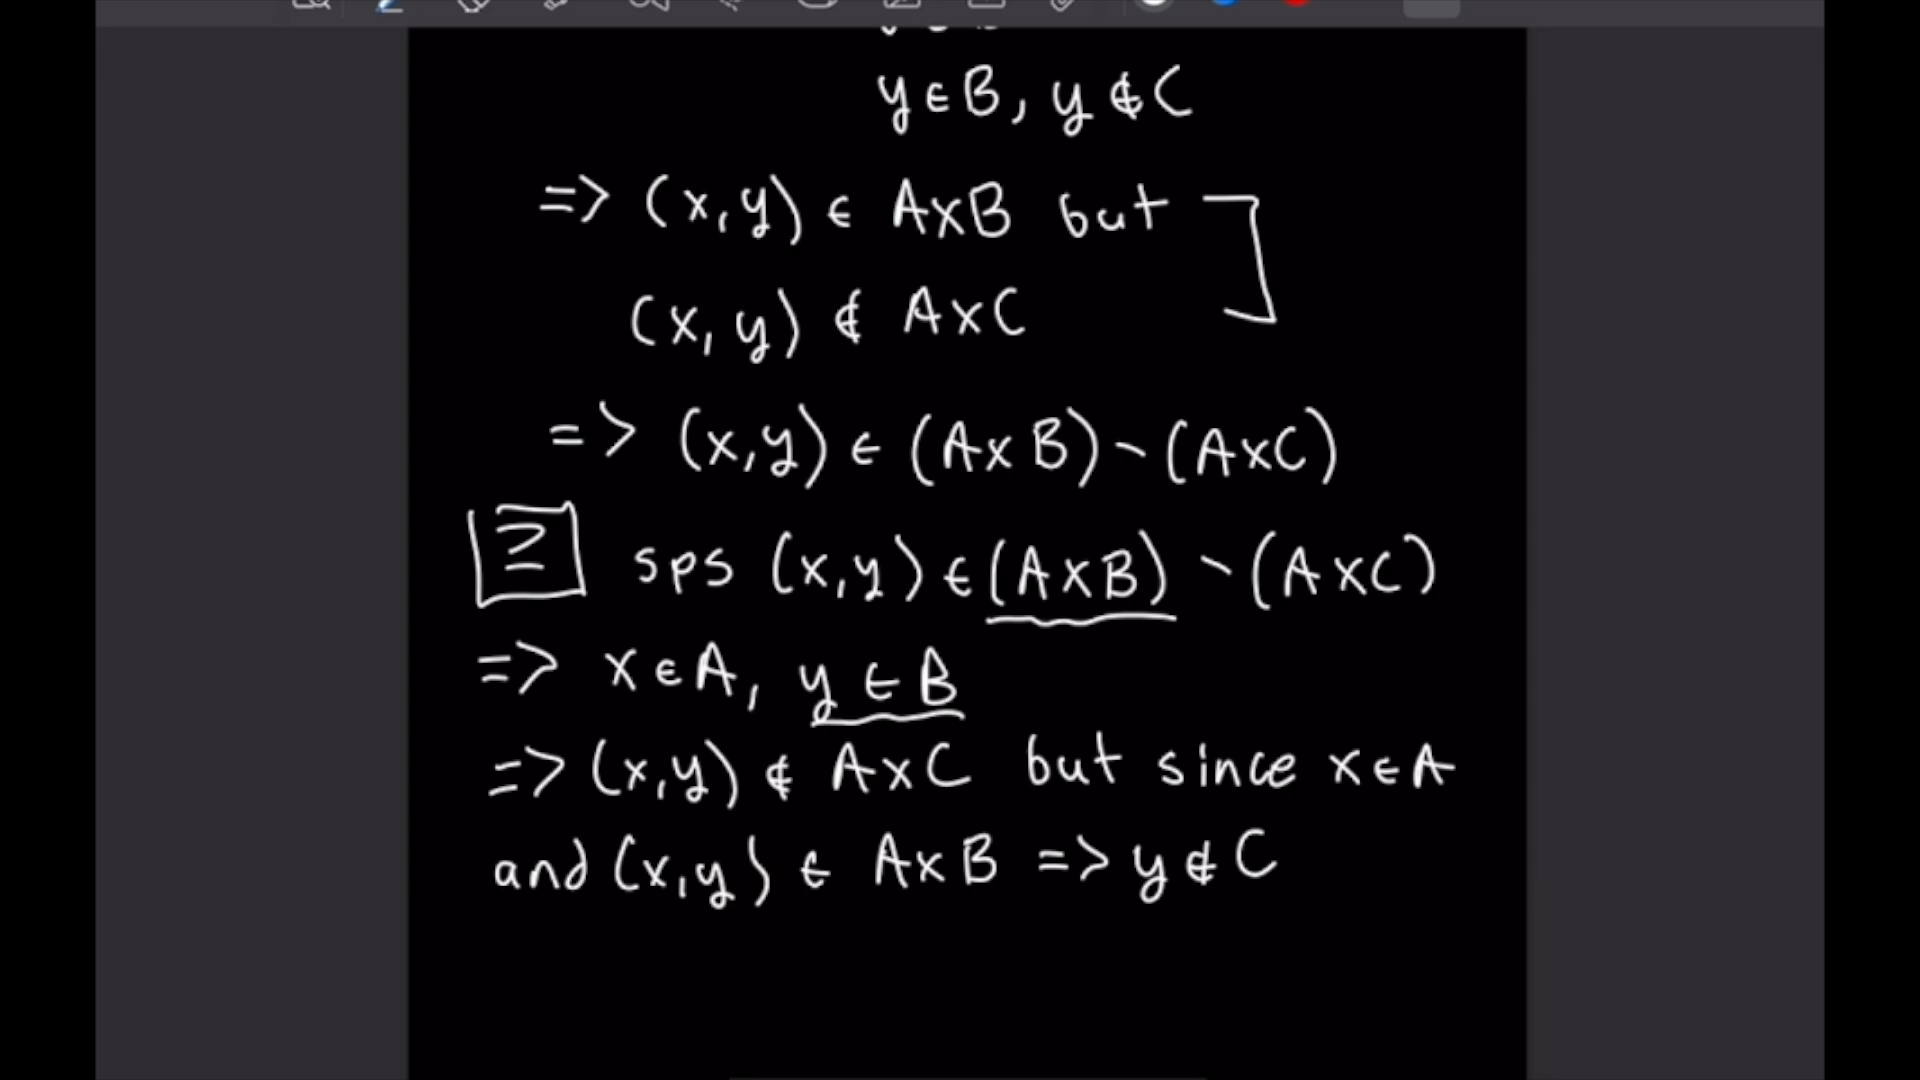 y ∈ B, y ∉ C
=> (x, y) ∈ A×B but
(x, y) ∉ A×C
=> (x, y) ∈ (A×B) - (A×C)
⊇ sps (x, y) ∈ (A×B) - (A×C)
=> x ∈ A, y ∈ B
=> (x, y) ∉ A×C but since x ∈ A
and (x, y) ∈ A×B => y ∉ C